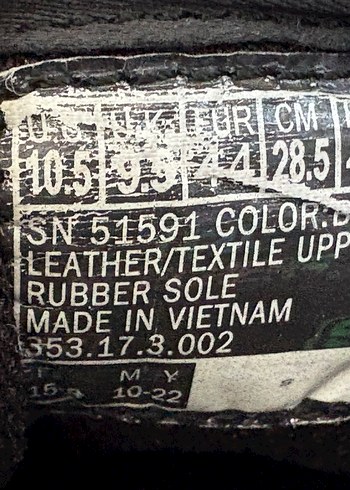 U.S U.K EUR CM
10.5 9.5 44 28.5
SN 51591 COLOR:
LEATHER/TEXTILE UPP
RUBBER SOLE
MADE IN VIETNAM
353.17.3.002
M Y
10-22